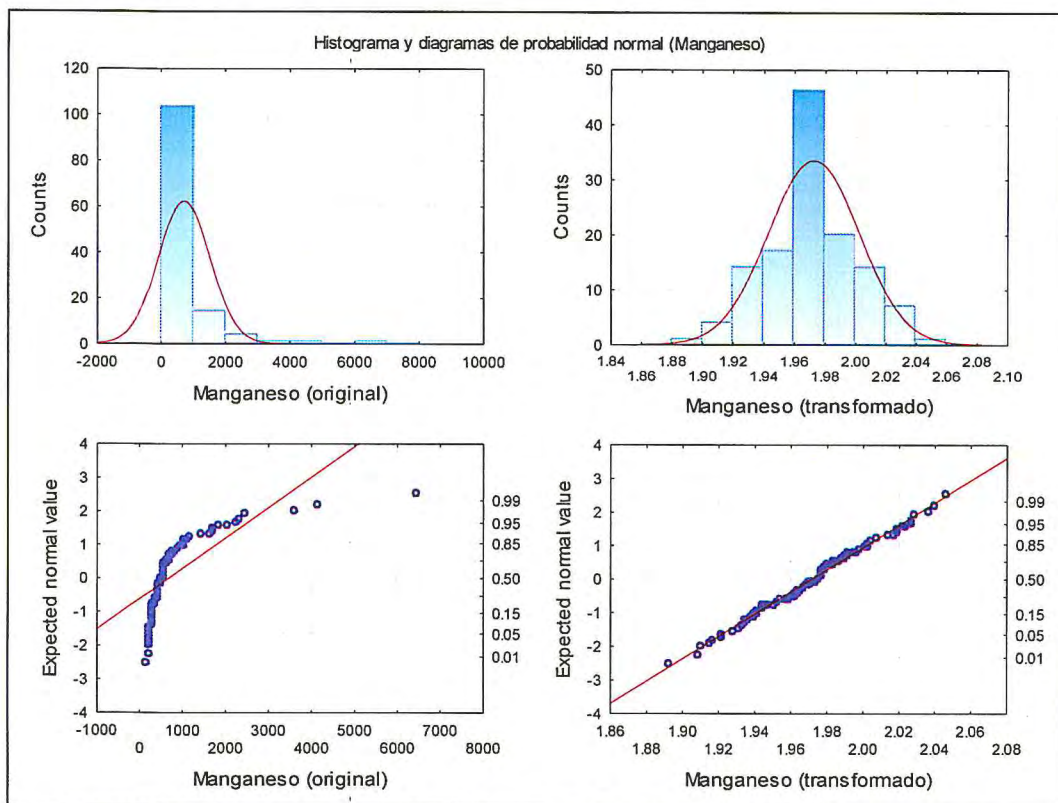 Histograma y diagramas de probabilidad normal (Manganeso)
120
100
80
60
40
20
0
Counts
-2000 0 2000 4000 6000 8000 10000
Manganeso (original)
50
40
30
20
10
0
Counts
1.84 1.88 1.92 1.96 2.00 2.04 2.08
1.86 1.90 1.94 1.98 2.02 2.06 2.10
Manganeso (transformado)
4
3
2
1
0
-1
-2
-3
-4
Expected normal value
0.99
0.95
0.85
0.50
0.15
0.05
0.01
-1000 1000 3000 5000 7000
0 2000 4000 6000 8000
Manganeso (original)
4
3
2
1
0
-1
-2
-3
-4
Expected normal value
0.99
0.95
0.85
0.50
0.15
0.05
0.01
1.86 1.90 1.94 1.98 2.02 2.06
1.88 1.92 1.96 2.00 2.04 2.08
Manganeso (transformado)